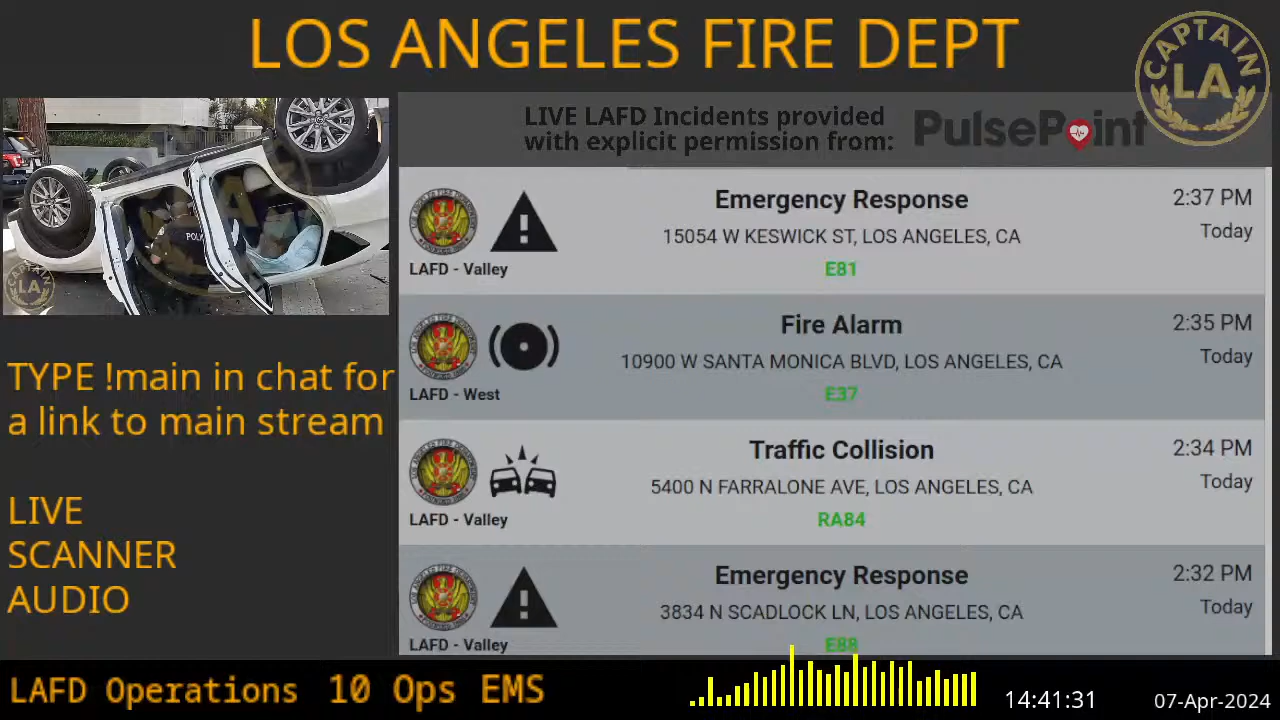 LOS ANGELES FIRE DEPT
CAPTAIN
LA
LIVE LAFD Incidents provided
with explicit permission from:
PulsePoint
Emergency Response
2:37 PM
15054 W KESWICK ST, LOS ANGELES, CA
Today
LAFD - Valley
E81
Fire Alarm
2:35 PM
10900 W SANTA MONICA BLVD, LOS ANGELES, CA
Today
LAFD - West
E37
Traffic Collision
2:34 PM
5400 N FARRALONE AVE, LOS ANGELES, CA
Today
LAFD - Valley
RA84
Emergency Response
2:32 PM
3834 N SCADLOCK LN, LOS ANGELES, CA
Today
LAFD - Valley
E88
CAPTAIN
LA
TYPE !main in chat for
a link to main stream
LIVE
SCANNER
AUDIO
LAFD Operations 10 Ops EMS
14:41:31
07-Apr-2024